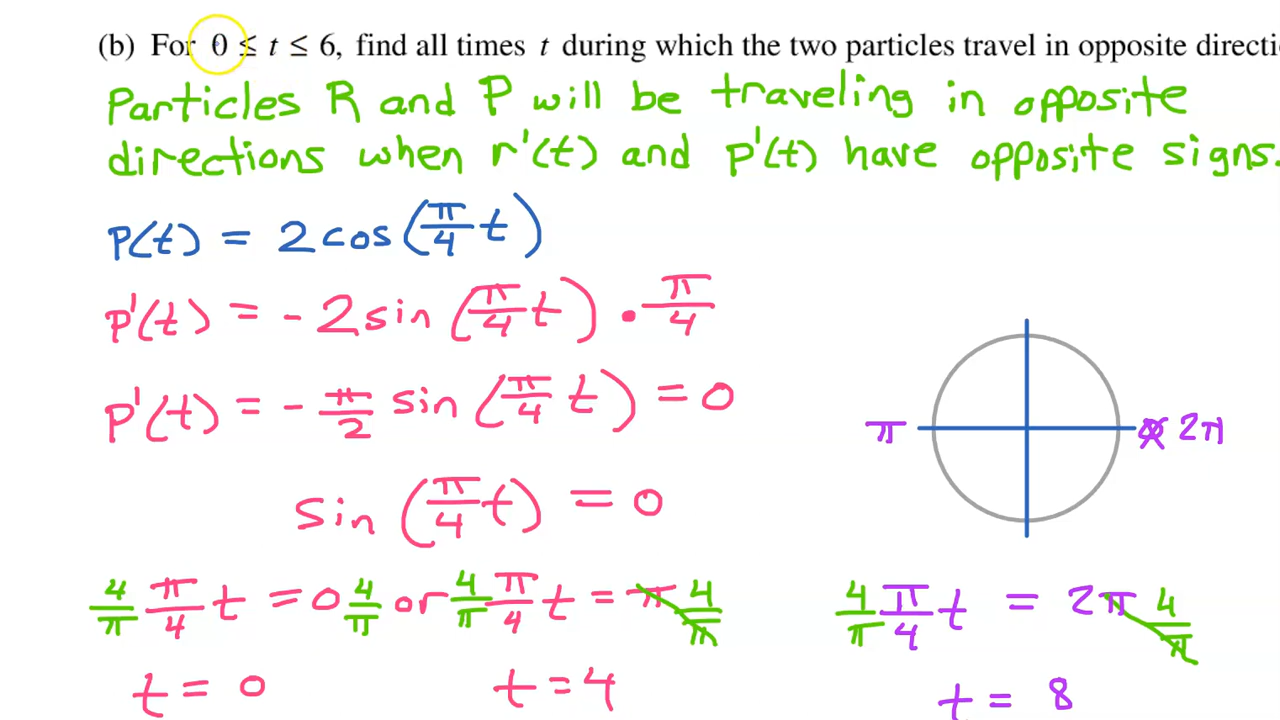 (b) For 0 ≤ t ≤ 6, find all times t during which the two particles travel in opposite directi
Particles R and P will be traveling in opposite
directions when r'(t) and p'(t) have opposite signs.
p(t) = 2cos(π/4 t)
p'(t) = -2sin(π/4 t) • π/4
p'(t) = -π/2 sin(π/4 t) = 0
π 2π
sin(π/4 t) = 0
4/π π/4 t = 0 4/π or 4/π π/4 t = π 4/π 4/π π/4 t = 2π 4/π
t = 0 t = 4 t = 8